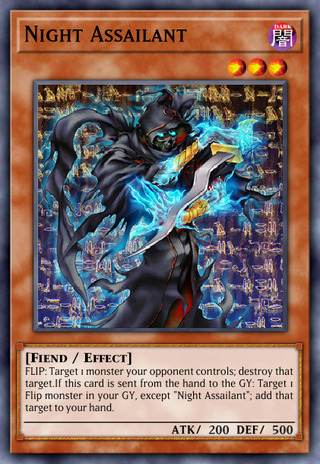 Night Assailant
DARK
闇
[Fiend / Effect]
FLIP: Target 1 monster your opponent controls; destroy that
target.If this card is sent from the hand to the GY: Target 1
Flip monster in your GY, except "Night Assailant"; add that
target to your hand.
ATK/ 200 DEF/ 500